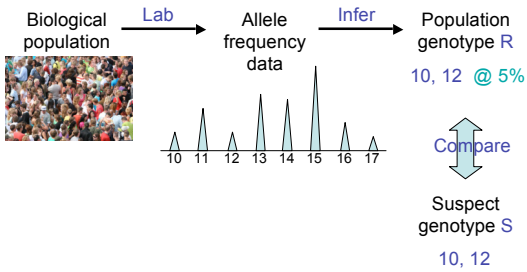 Biological
population
Lab
Allele
frequency
data
Infer
Population
genotype R
10, 12 @ 5%
10 11 12 13 14 15 16 17
Compare
Suspect
genotype S
10, 12